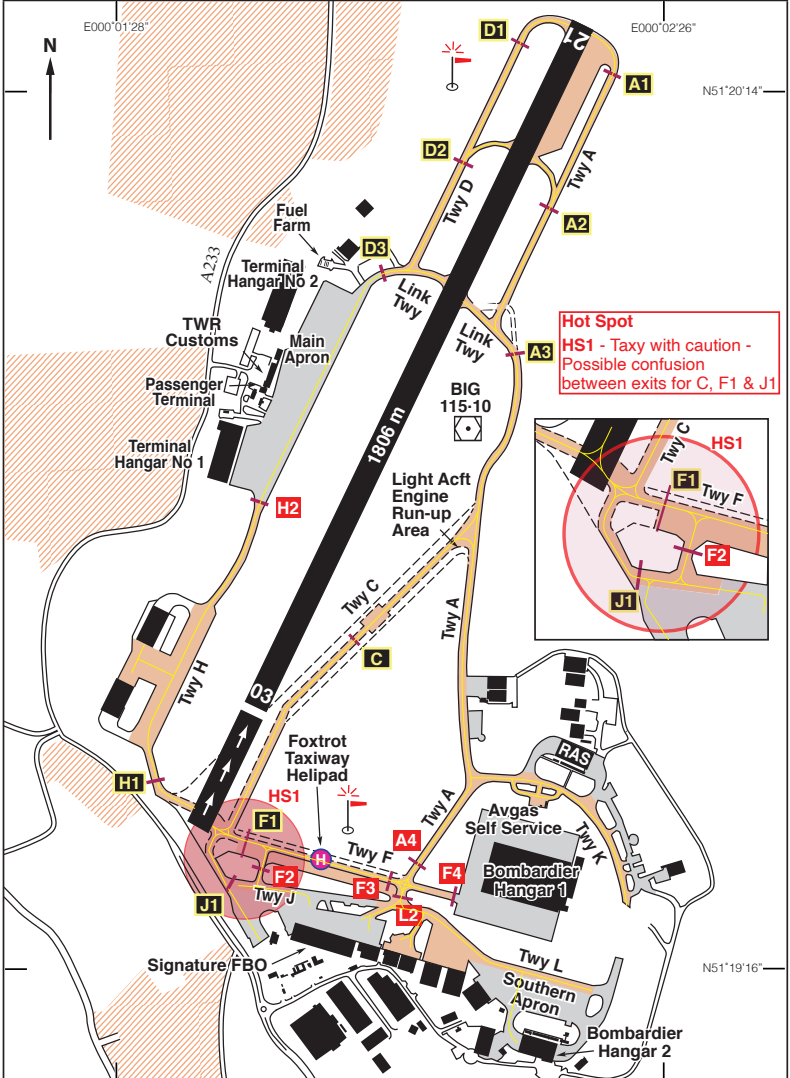 E000°01'28"
E000°02'26"
N
21
D1
A1
N51°20'14"
D2
Twy D
Twy A
A2
Fuel
Farm
A233
D3
Terminal
Hangar No 2
Link
Twy
Link
Twy
TWR
Customs
Main
Apron
Passenger
Terminal
Terminal
Hangar No 1
A3
BIG
115·10
1806 m
Hot Spot
HS1 - Taxy with caution -
Possible confusion
between exits for C, F1 & J1
Twy C
HS1
F1
Twy F
F2
J1
Light Acft
Engine
Run-up
Area
H2
Twy C
Twy A
C
Twy H
03
RAS
Foxtrot
Taxiway
Helipad
H1
HS1
F1
H
Twy F
Twy A
A4
Avgas
Self Service
Twy K
Bombardier
Hangar 1
F2
F3
F4
J1
Twy J
L2
Signature FBO
Twy L
Southern
Apron
N51°19'16"
Bombardier
Hangar 2